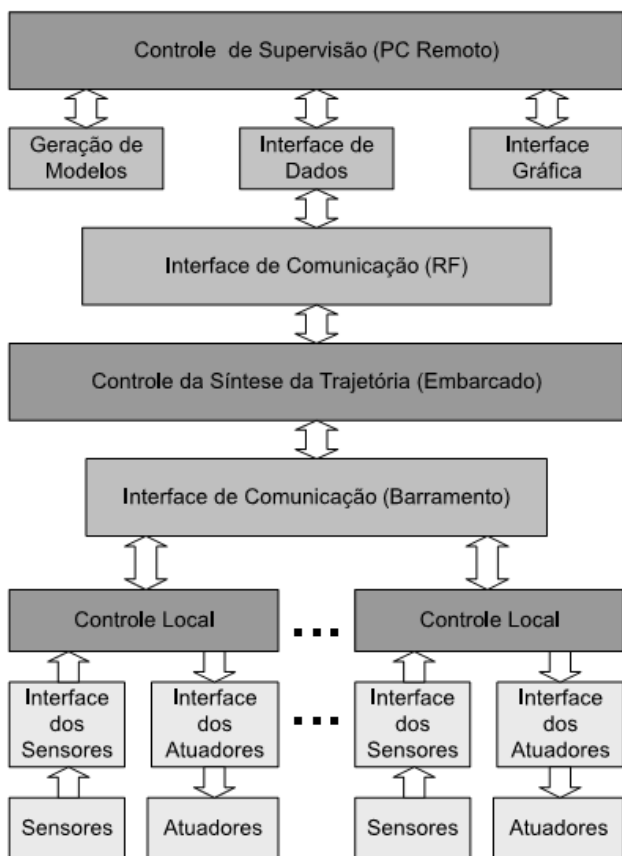 Controle de Supervisão (PC Remoto)
Geração de
Modelos
Interface de
Dados
Interface
Gráfica
Interface de Comunicação (RF)
Controle da Síntese da Trajetória (Embarcado)
Interface de Comunicação (Barramento)
Controle Local
...
Controle Local
Interface
dos
Sensores
Interface
dos
Atuadores
...
Interface
dos
Sensores
Interface
dos
Atuadores
Sensores
Atuadores
Sensores
Atuadores